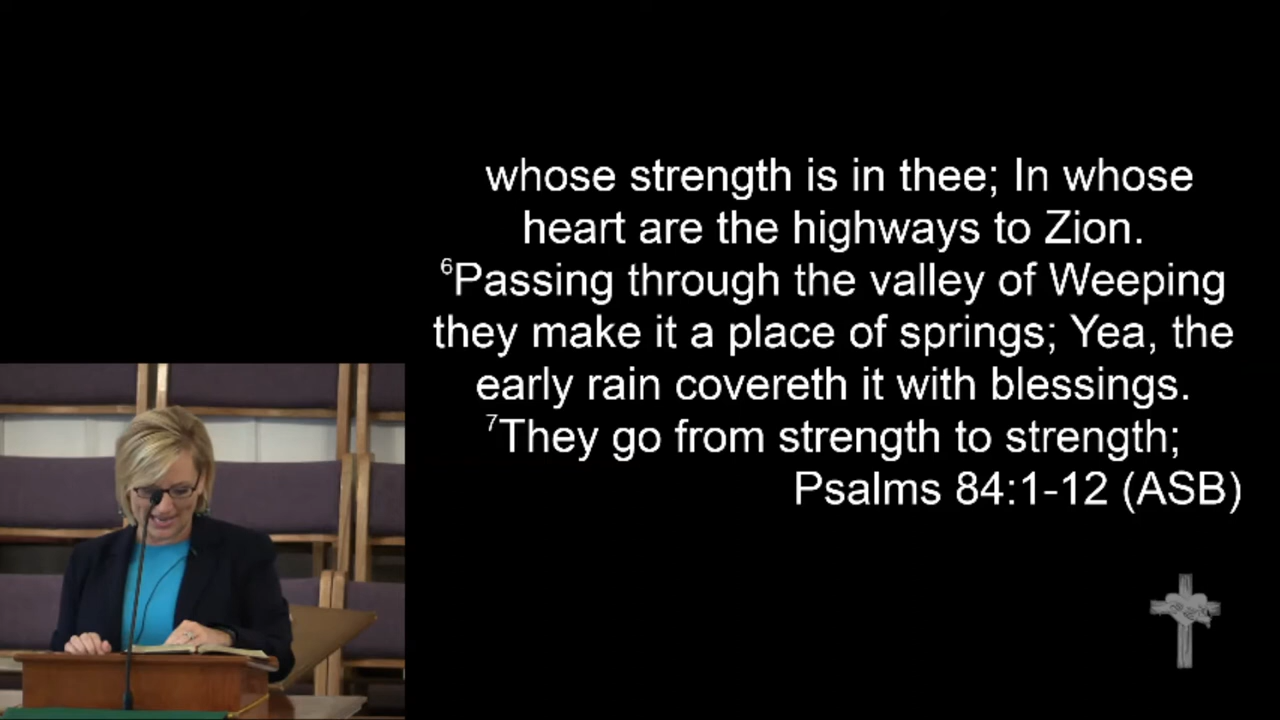 whose strength is in thee; In whose
heart are the highways to Zion.
⁶Passing through the valley of Weeping
they make it a place of springs; Yea, the
early rain covereth it with blessings.
⁷They go from strength to strength;
Psalms 84:1-12 (ASB)